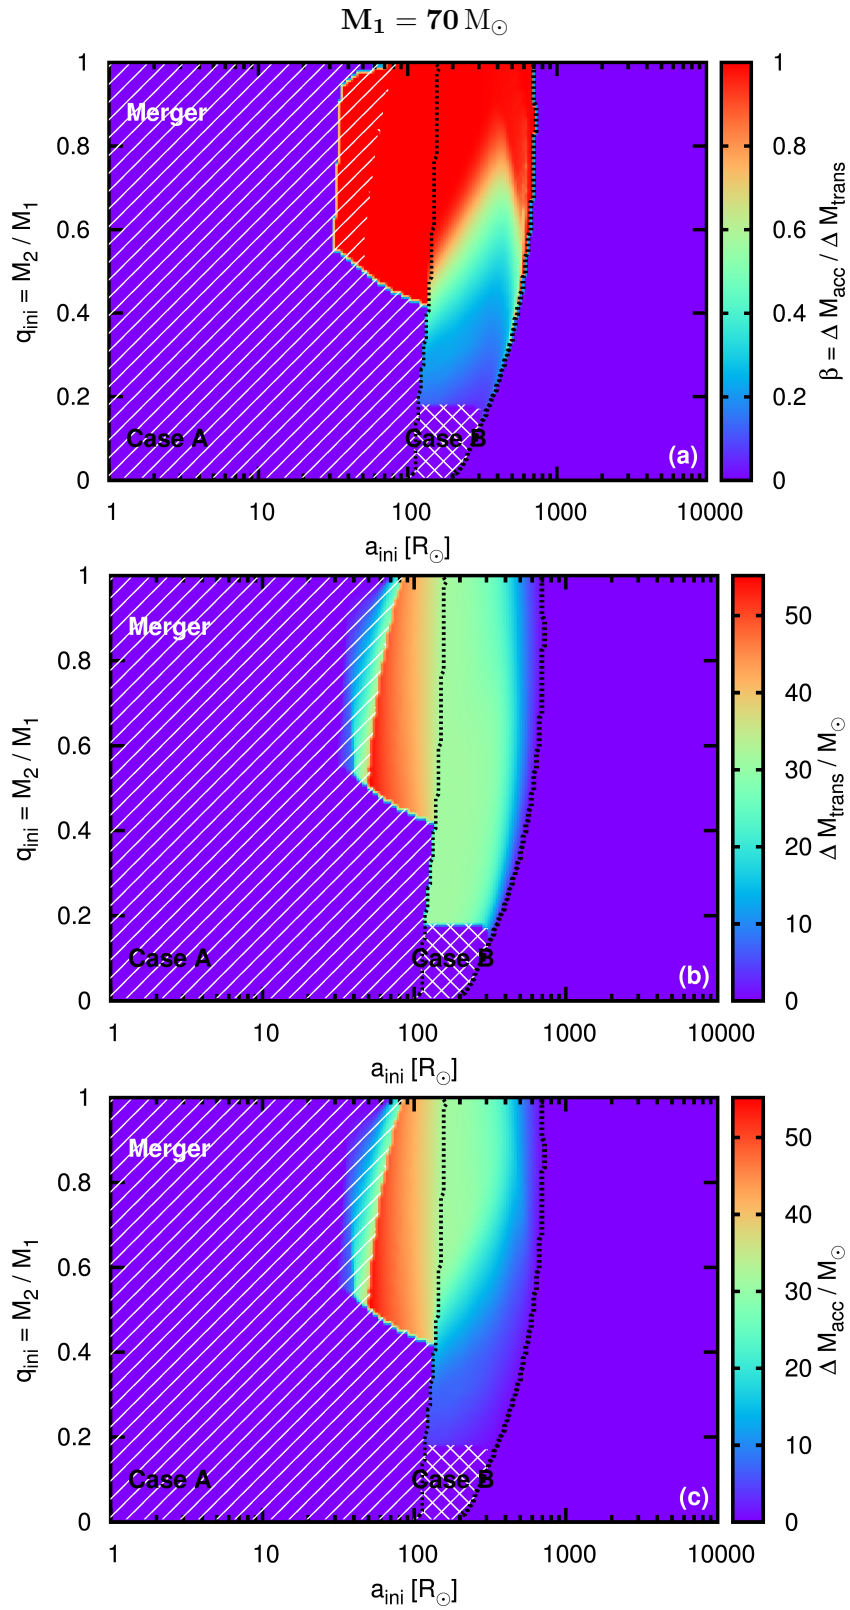 M₁ = 70 M☉
1
0.8
0.6
0.4
0.2
0
q_ini = M₂ / M₁
Merger
Case A
Case B
(a)
1 10 100 1000 10000
a_ini [R☉]
1
0.8
0.6
0.4
0.2
0
β = Δ M_acc / Δ M_trans
1
0.8
0.6
0.4
0.2
0
q_ini = M₂ / M₁
Merger
Case A
Case B
(b)
1 10 100 1000 10000
a_ini [R☉]
50
40
30
20
10
0
Δ M_trans / M☉
1
0.8
0.6
0.4
0.2
0
q_ini = M₂ / M₁
Merger
Case A
Case B
(c)
1 10 100 1000 10000
a_ini [R☉]
50
40
30
20
10
0
Δ M_acc / M☉